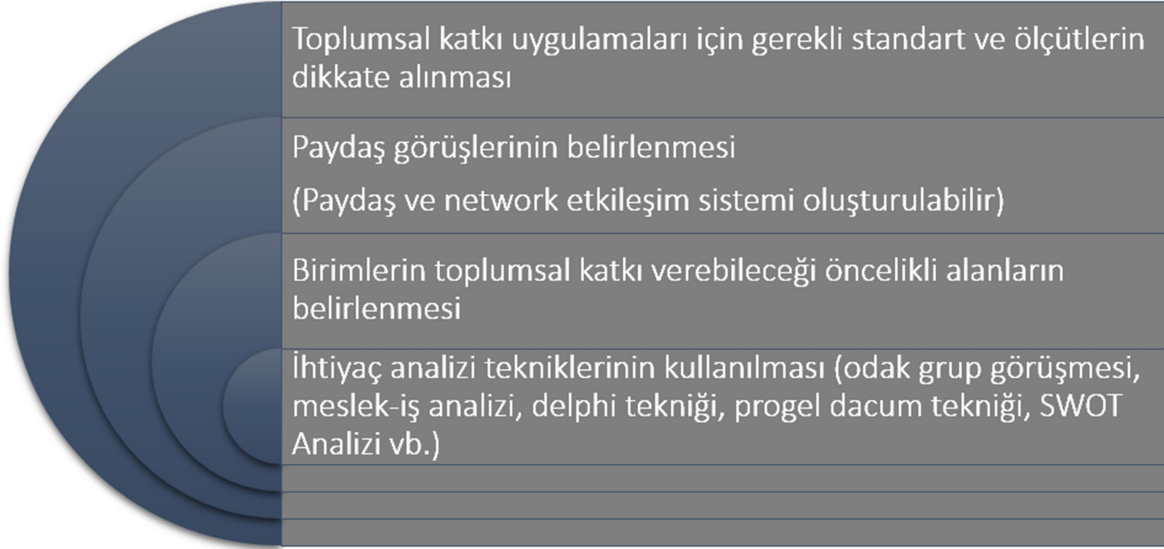 Toplumsal katkı uygulamaları için gerekli standart ve ölçütlerin
dikkate alınması
Paydaş görüşlerinin belirlenmesi
(Paydaş ve network etkileşim sistemi oluşturulabilir)
Birimlerin toplumsal katkı verebileceği öncelikli alanların
belirlenmesi
İhtiyaç analizi tekniklerinin kullanılması (odak grup görüşmesi,
meslek-iş analizi, delphi tekniği, progel dacum tekniği, SWOT
Analizi vb.)